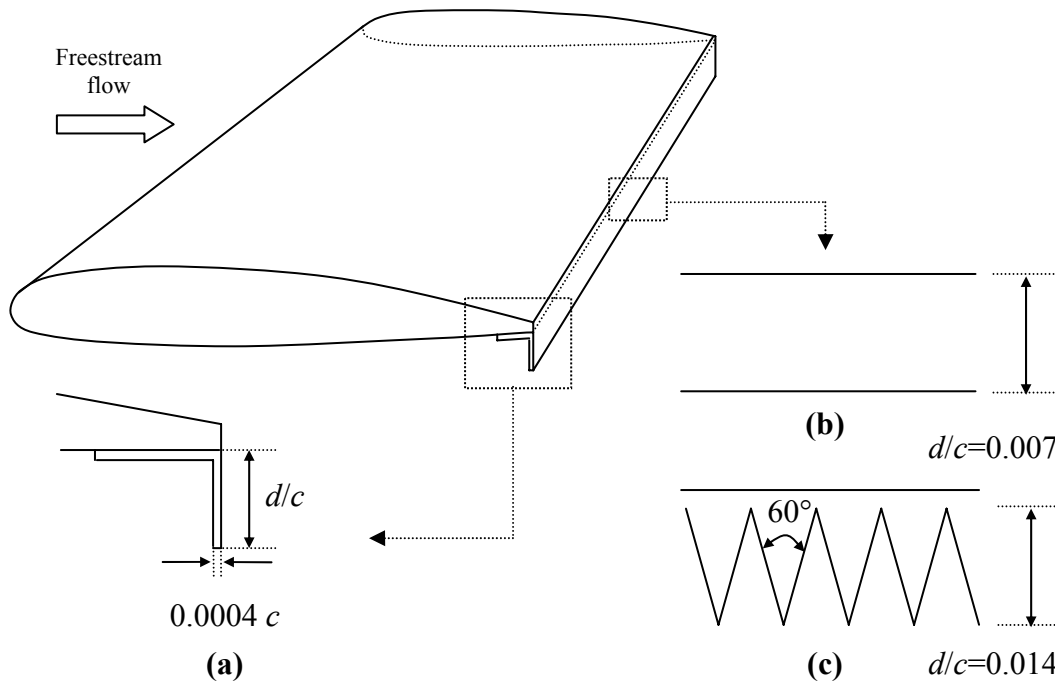 Freestream
flow
d/c
0.0004 c
(a)
(b)
d/c=0.007
60°
(c)
d/c=0.014